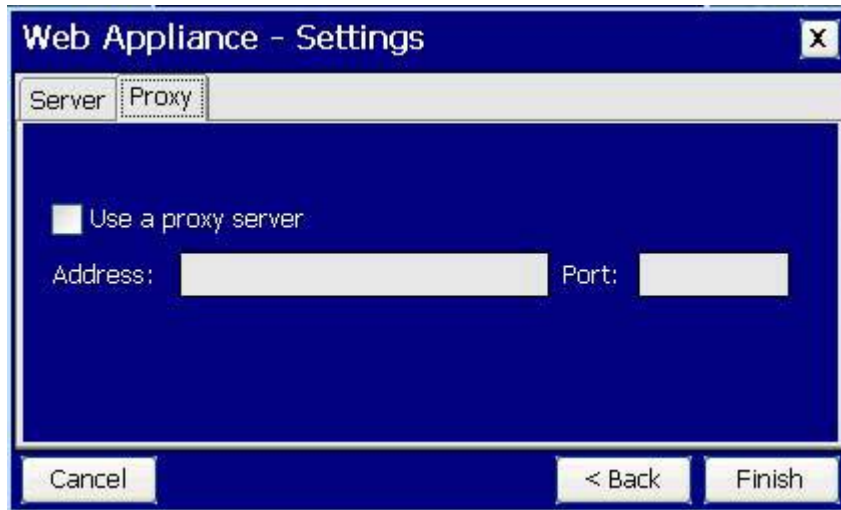 Web Appliance - Settings X
Server Proxy
Use a proxy server
Address: Port:
Cancel < Back Finish